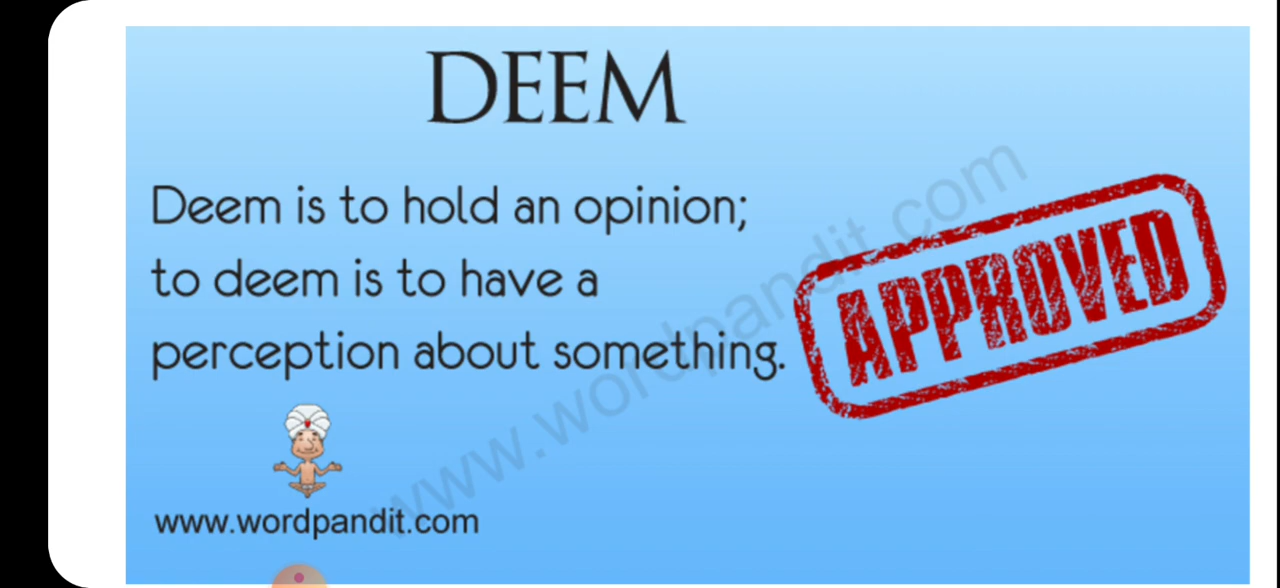 DEEM
Deem is to hold an opinion;
to deem is to have a
perception about something.
APPROVED
www.wordpandit.com
www.wordpandit.com